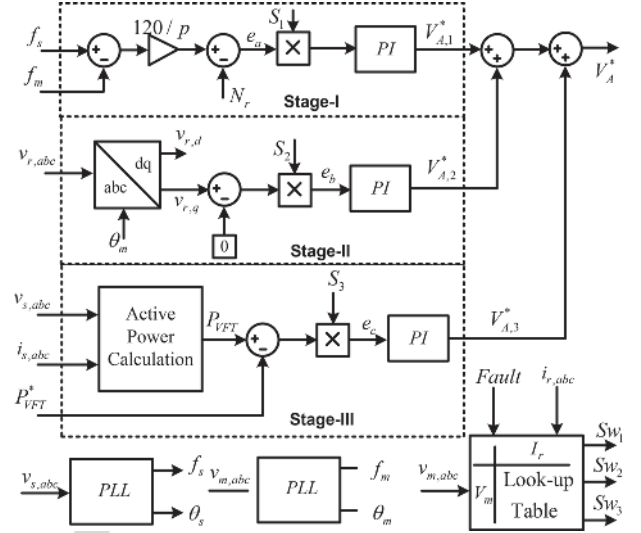 f_s
f_m
120 / p
N_r
e_a
S_1
×
PI
V*_{A,1}
V*_A
Stage-I
v_{r,abc}
abc
dq
θ_m
v_{r,d}
v_{r,q}
0
S_2
×
e_b
PI
V*_{A,2}
Stage-II
v_{s,abc}
i_{s,abc}
P*_{VFT}
Active
Power
Calculation
P_{VFT}
S_3
×
e_c
PI
V*_{A,3}
Stage-III
v_{s,abc}
PLL
f_s
θ_s
v_{m,abc}
PLL
f_m
θ_m
Fault
i_{r,abc}
v_{m,abc}
V_m
I_r
Look-up
Table
Sw_1
Sw_2
Sw_3